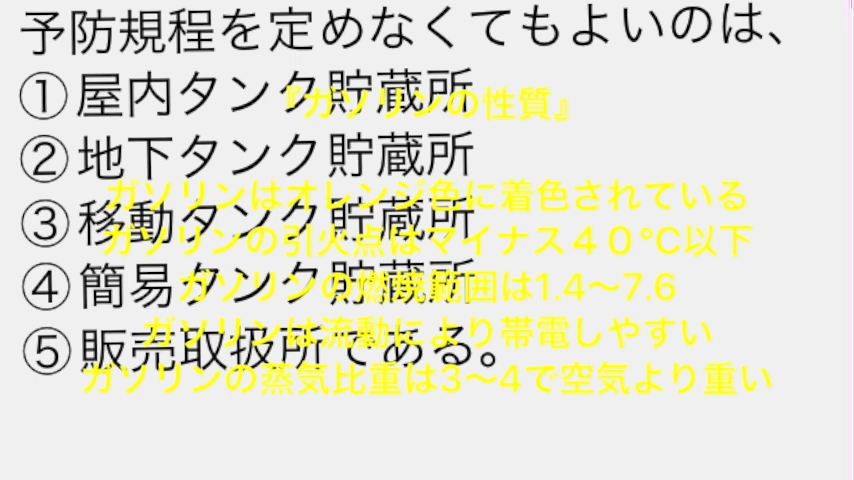 予防規程を定めなくてもよいのは、
①屋内タンク貯蔵所
『ガソリンの性質』
②地下タンク貯蔵所
ガソリンはオレンジ色に着色されている
③移動タンク貯蔵所
ガソリンの引火点はマイナス40℃以下
④簡易タンク貯蔵所
ガソリンの燃焼範囲は1.4〜7.6
ガソリンは流動により帯電しやすい
⑤販売取扱所である。
ガソリンの蒸気比重は3〜4で空気より重い